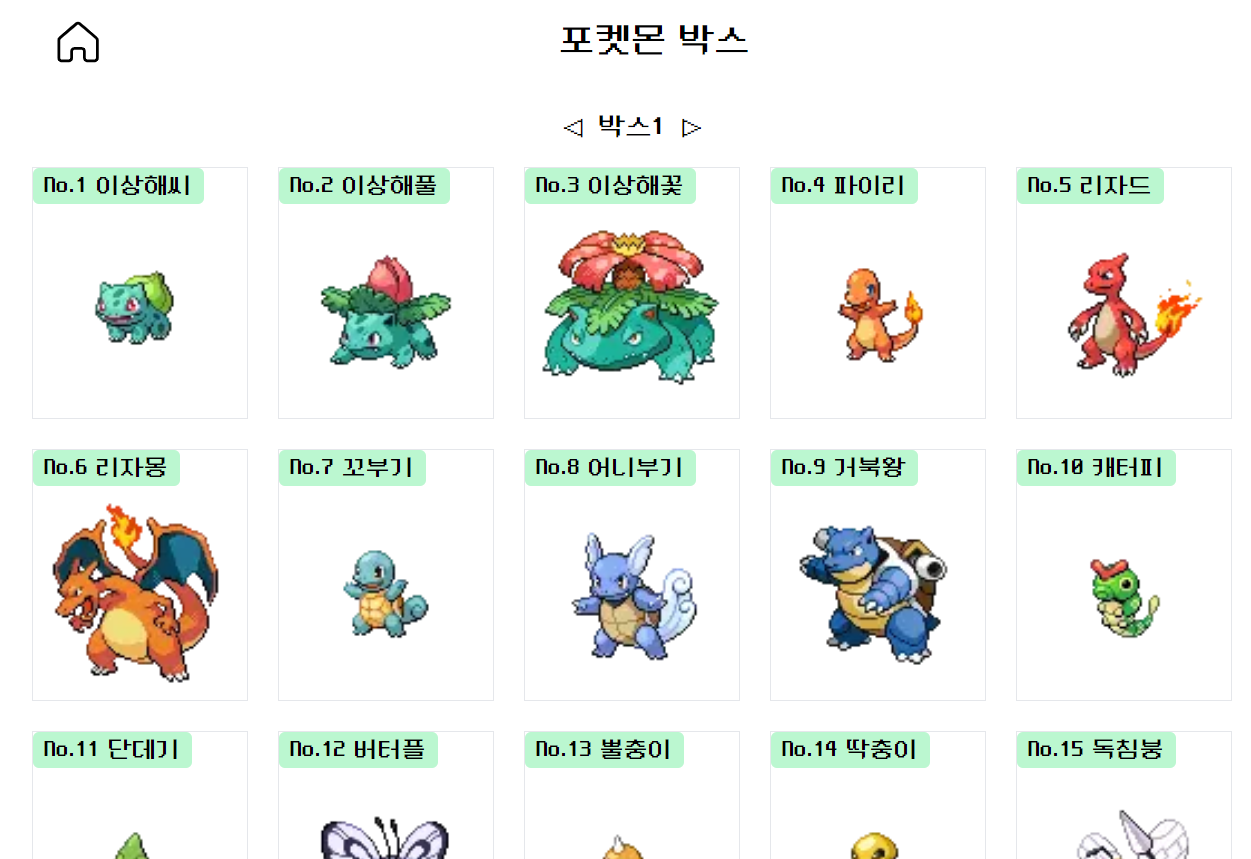 포켓몬 박스
◁ 박스1 ▷
No.1 이상해씨
No.2 이상해풀
No.3 이상해꽃
No.4 파이리
No.5 리자드
No.6 리자몽
No.7 꼬부기
No.8 어니부기
No.9 거북왕
No.10 캐터피
No.11 단데기
No.12 버터플
No.13 뿔충이
No.14 딱충이
No.15 독침붕